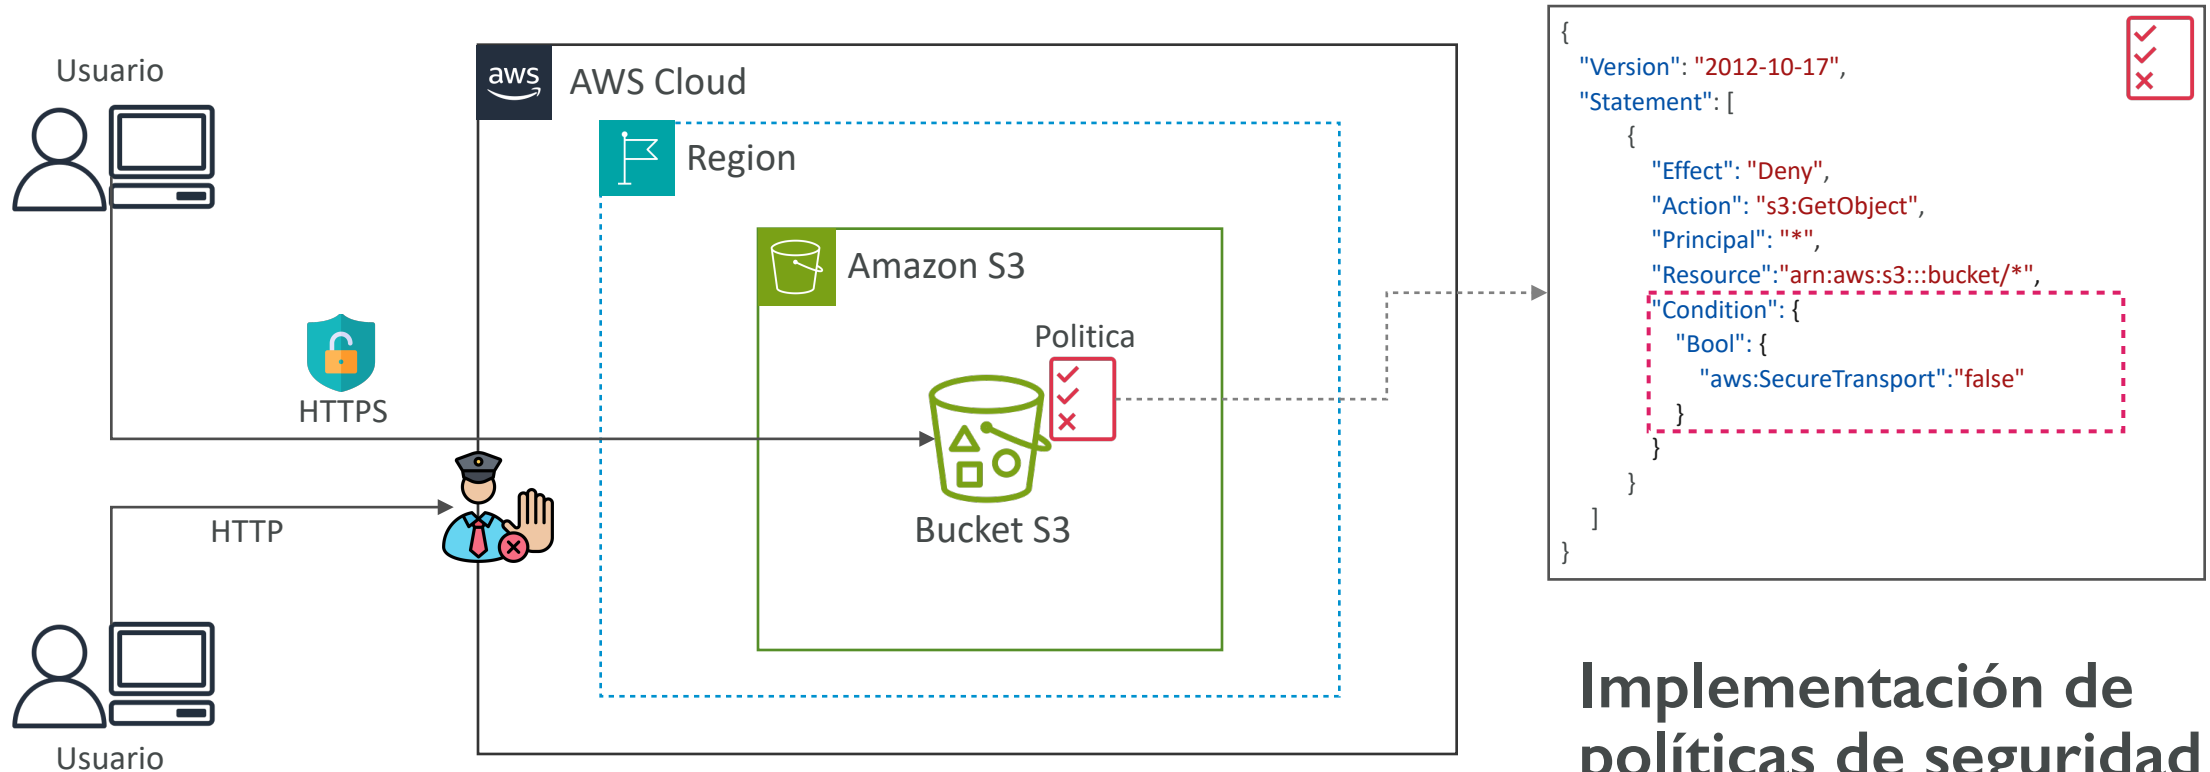 Usuario
aws
AWS Cloud
Region
Amazon S3
Politica
HTTPS
Bucket S3
HTTP
Usuario
{
"Version": "2012-10-17",
"Statement": [
{
"Effect": "Deny",
"Action": "s3:GetObject",
"Principal": "*",
"Resource":"arn:aws:s3:::bucket/*",
"Condition": {
"Bool": {
"aws:SecureTransport":"false"
}
}
}
]
}
Implementación de
políticas de seguridad